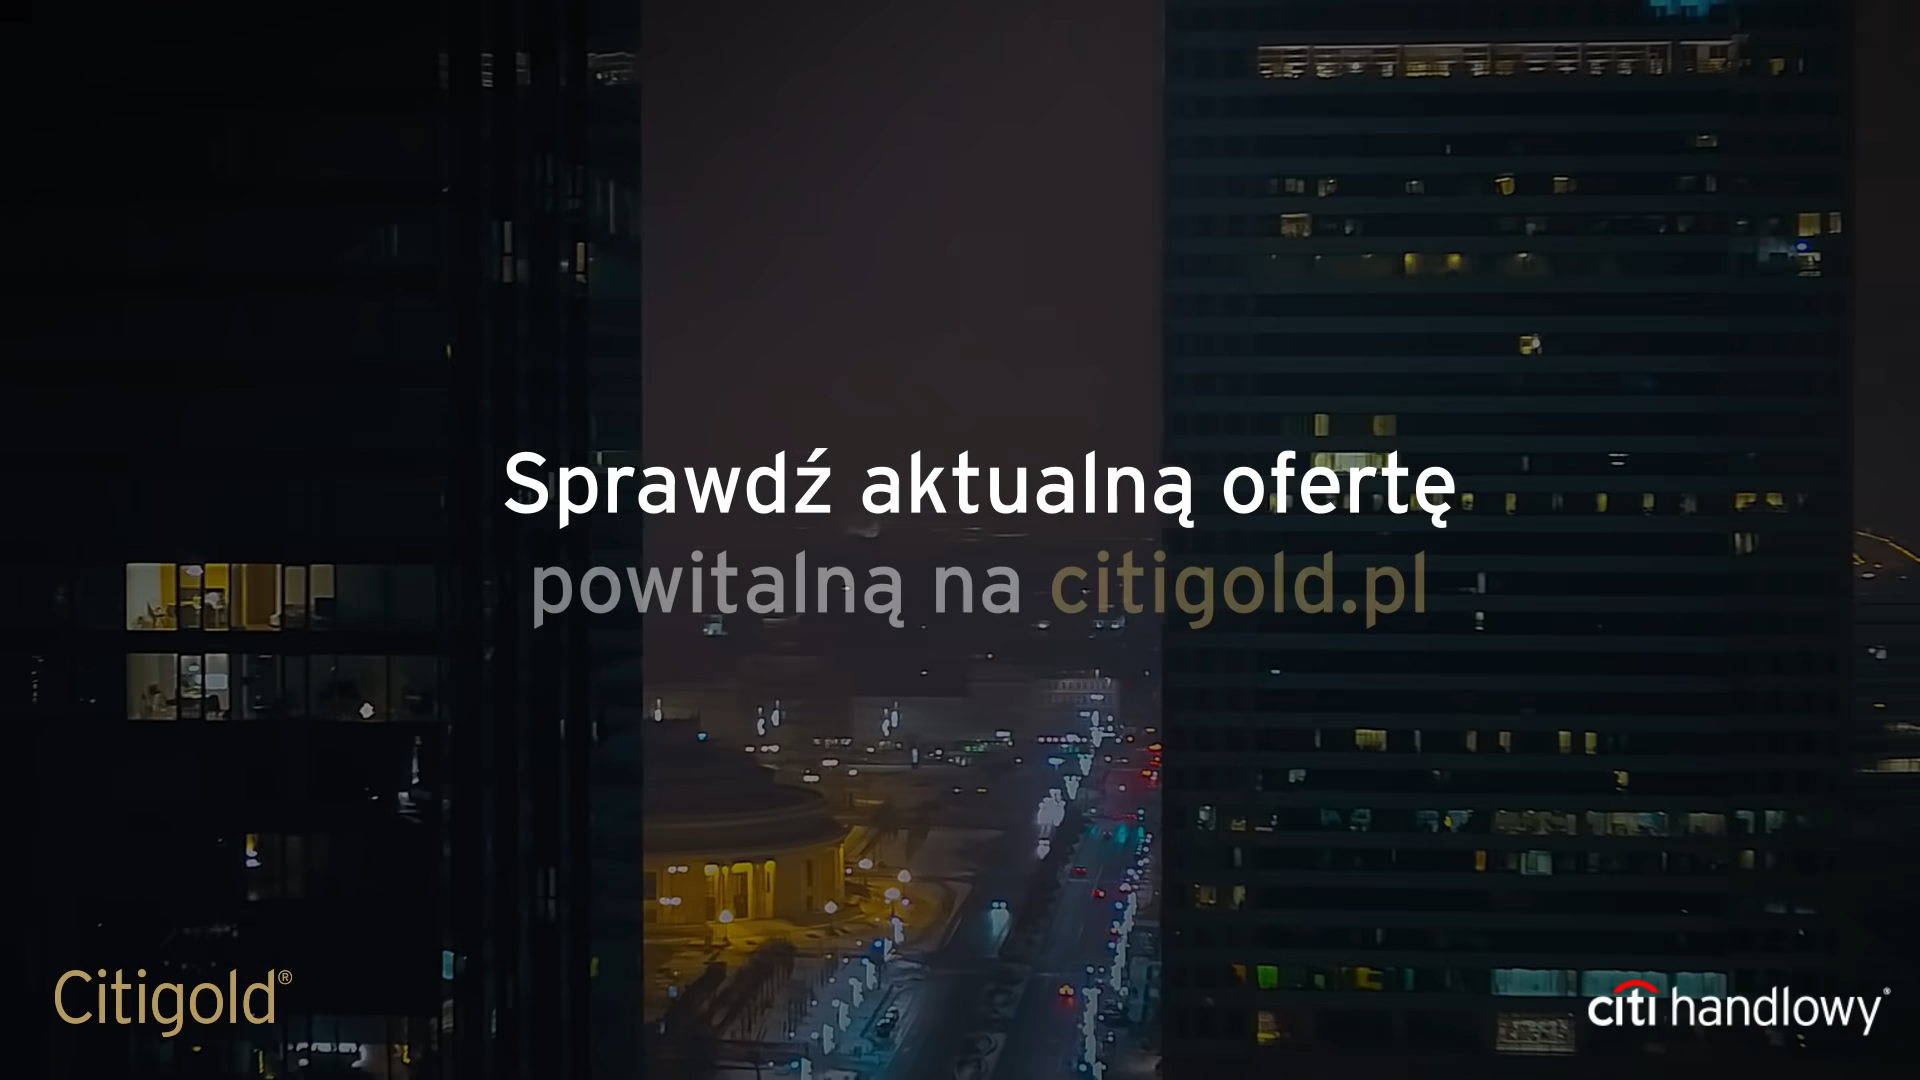 Sprawdź aktualną ofertę
powitalną na citigold.pl
Citigold®
citi handlowy®